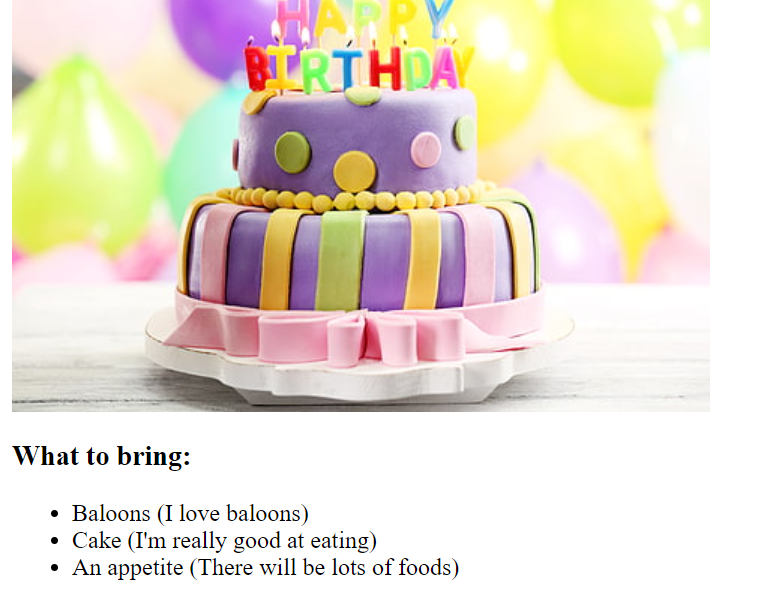 HAPPY
BIRTHDAY
What to bring:
Baloons (I love baloons)
Cake (I'm really good at eating)
An appetite (There will be lots of foods)